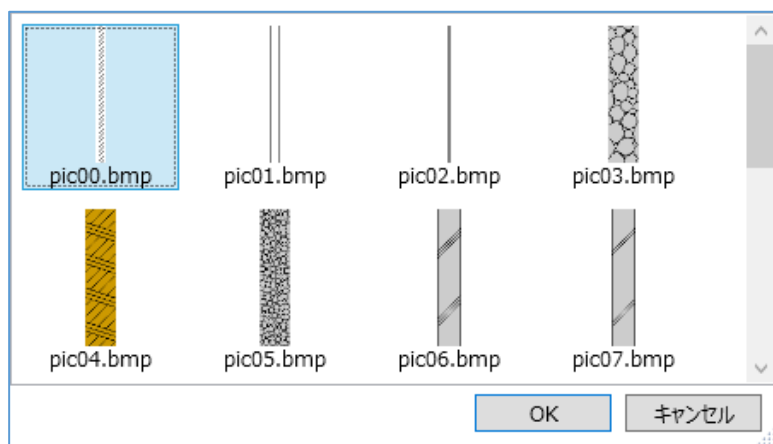 pic00.bmp pic01.bmp pic02.bmp pic03.bmp
pic04.bmp pic05.bmp pic06.bmp pic07.bmp
OK キャンセル